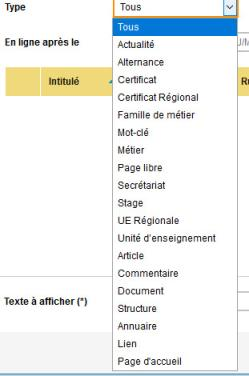 Type Tous
Tous
En ligne après le
Actualité
Alternance
Intitulé
Certificat
Certificat Régional
Famille de métier
Mot-clé
Métier
Page libre
Secrétariat
Stage
UE Régionale
Unité d'enseignement
Article
Commentaire
Texte à afficher (*)
Document
Structure
Annuaire
Lien
Page d'accueil